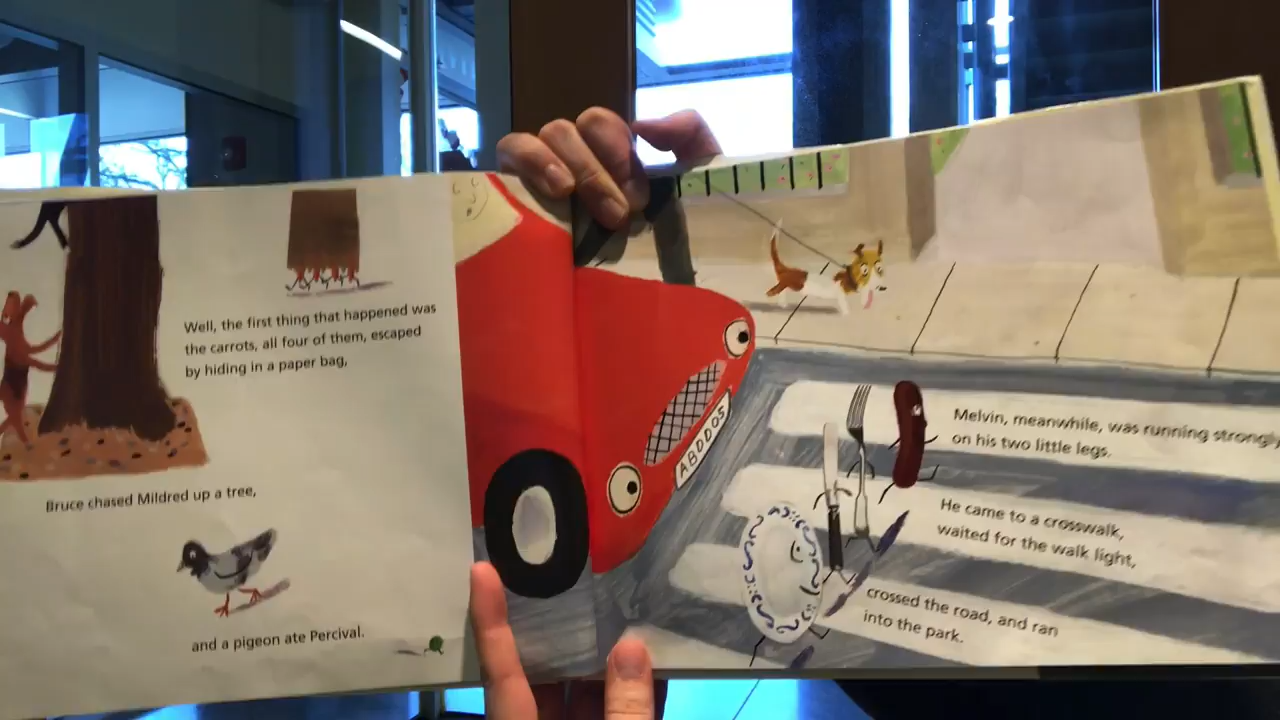 Well, the first thing that happened was
the carrots, all four of them, escaped
by hiding in a paper bag,
Bruce chased Mildred up a tree,
and a pigeon ate Percival.
ABDDG5
Melvin, meanwhile, was running strongly
on his two little legs.
He came to a crosswalk,
waited for the walk light,
crossed the road, and ran
into the park.